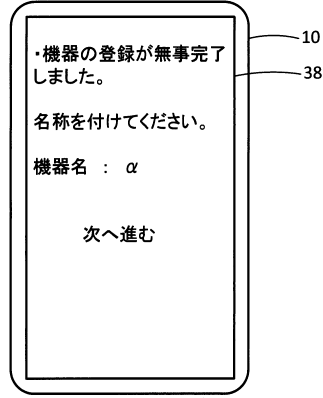 ・機器の登録が無事完了
しました。
名称を付けてください。
機器名 ： α
次へ進む
10
38